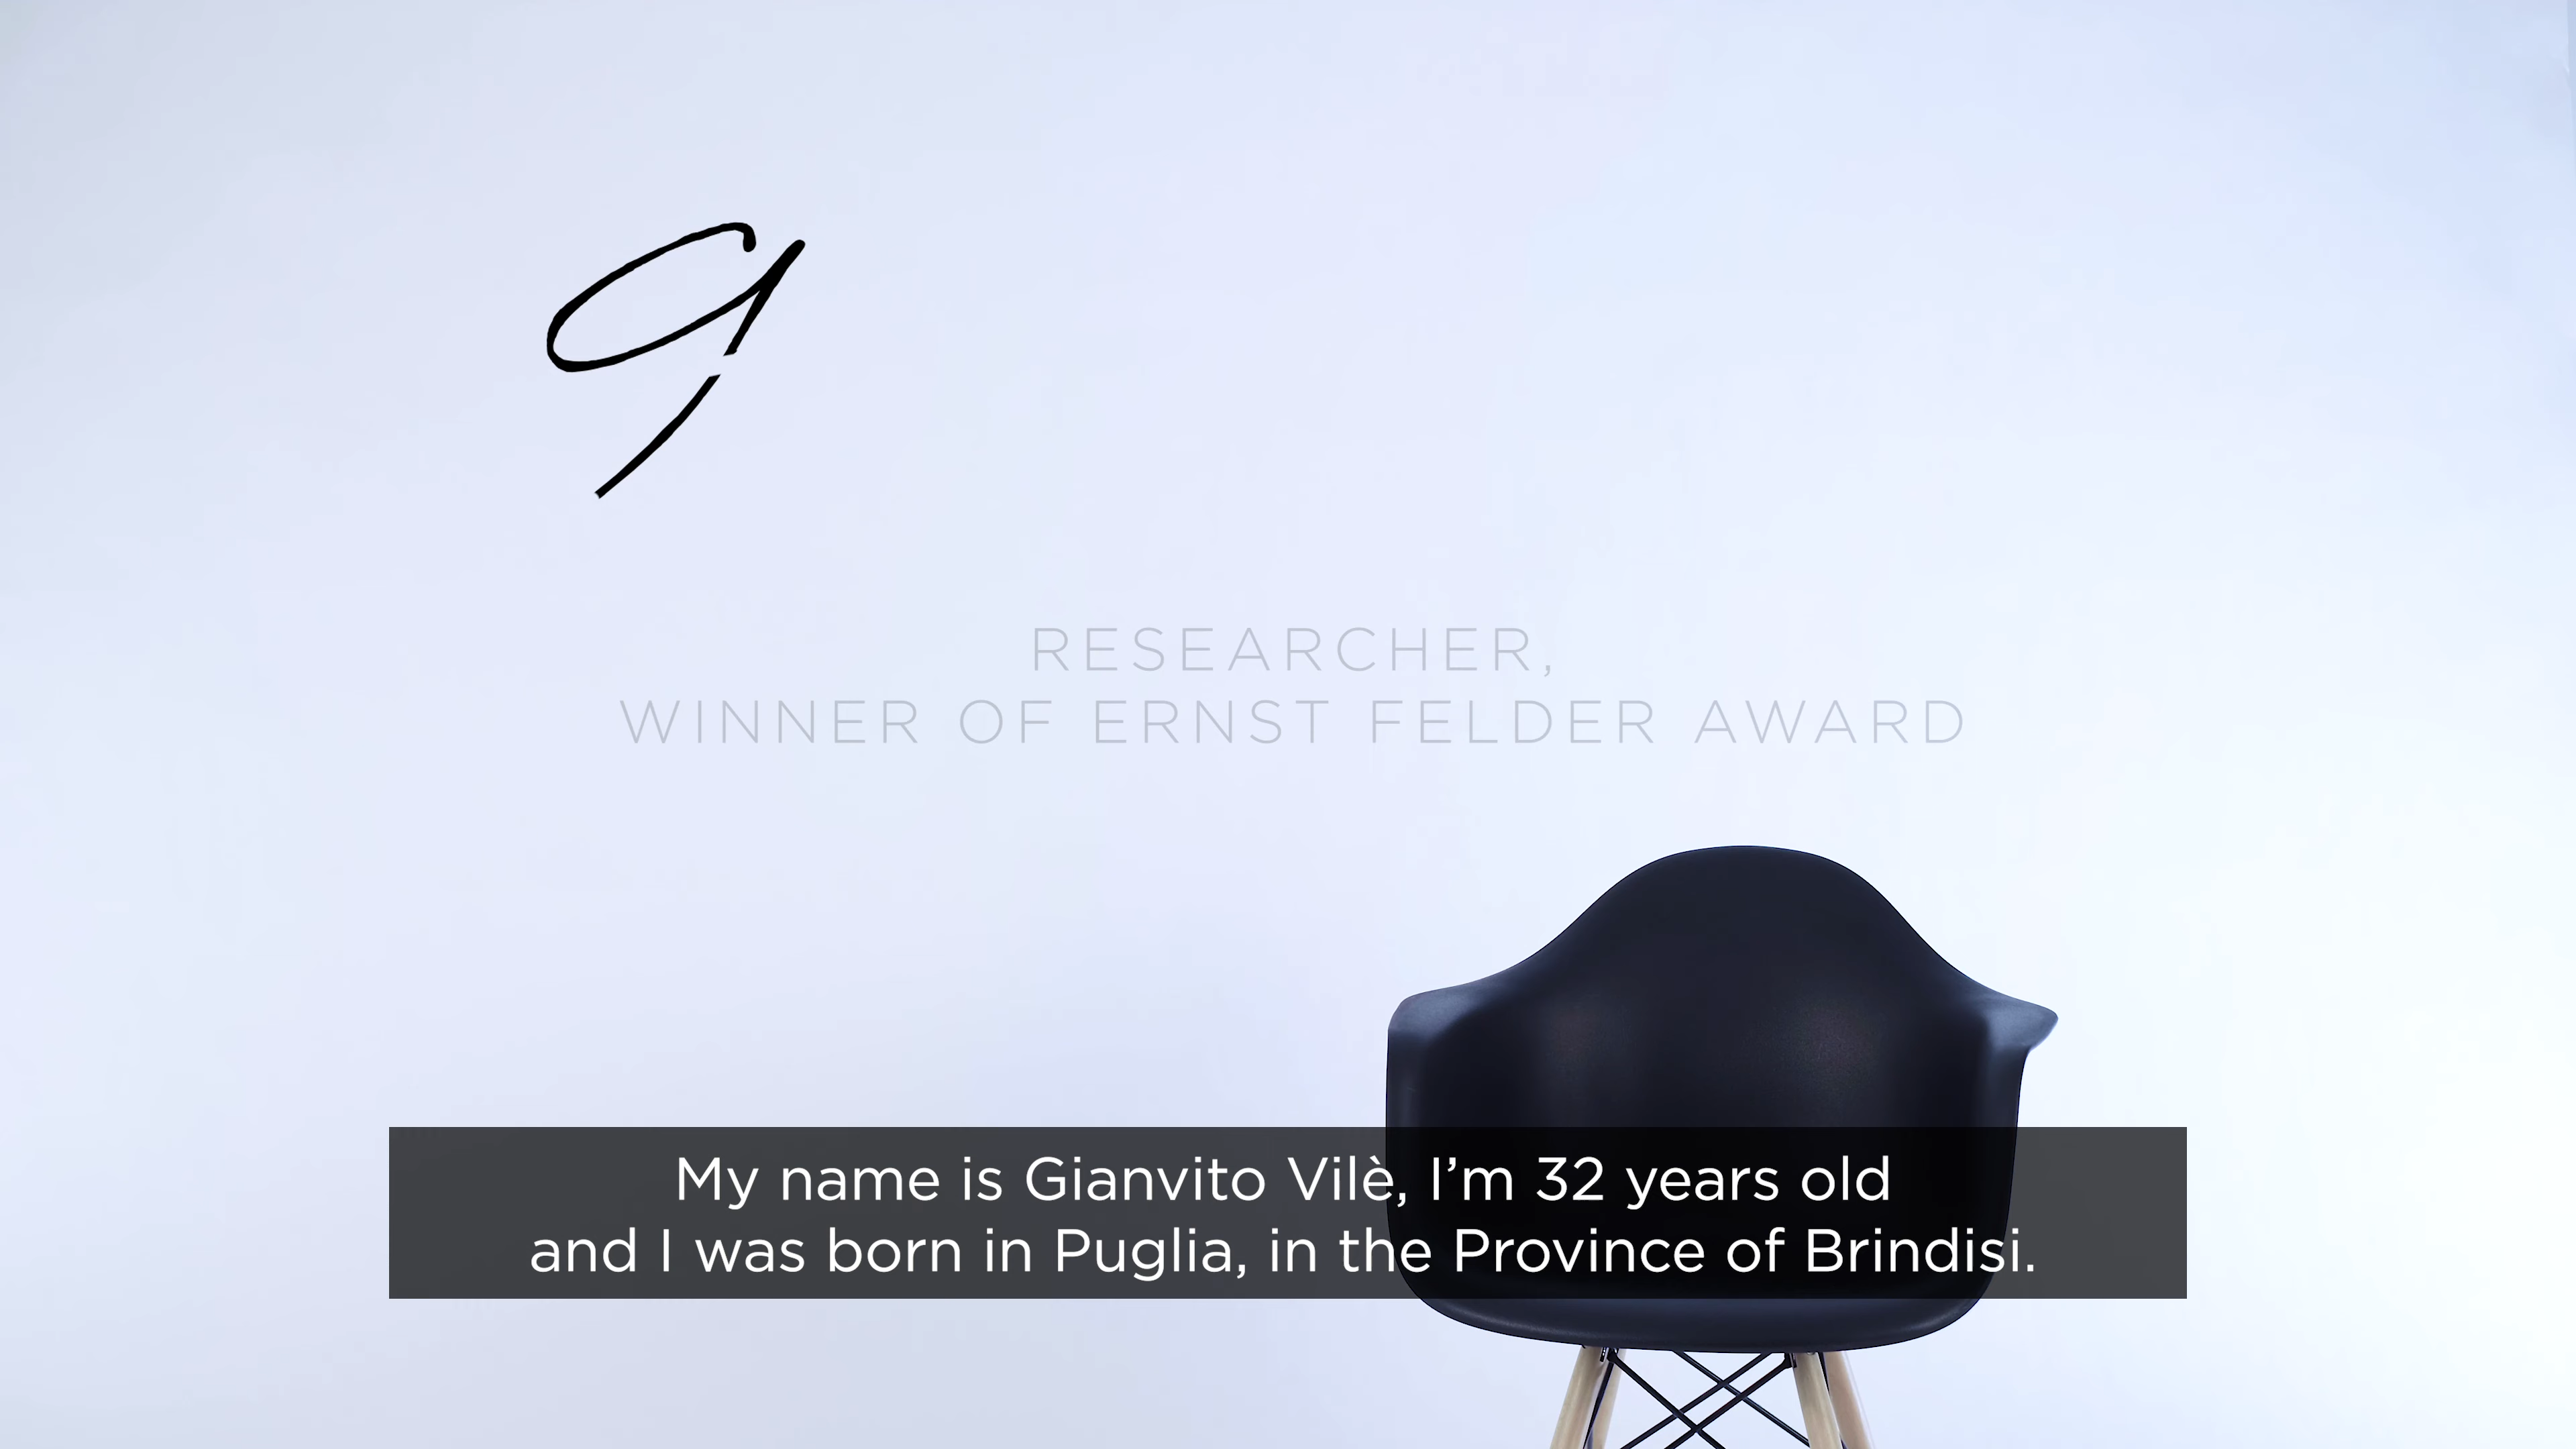 G
RESEARCHER,
WINNER OF ERNST FELDER AWARD
My name is Gianvito Vilè, I’m 32 years old
and I was born in Puglia, in the Province of Brindisi.